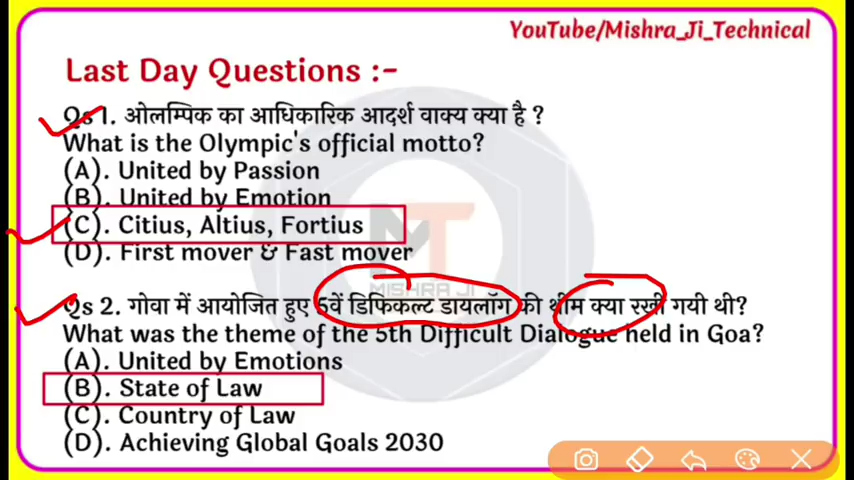 YouTube/Mishra_Ji_Technical
Last Day Questions :-
Qs 1. ओलम्पिक का आधिकारिक आदर्श वाक्य क्या है ?
What is the Olympic's official motto?
(A). United by Passion
(B). United by Emotion
(C). Citius, Altius, Fortius
(D). First mover & Fast mover
MISHRA JI
Qs 2. गोवा में आयोजित हुए 5वें डिफिकल्ट डायलॉग की थीम क्या रखी गयी थी?
What was the theme of the 5th Difficult Dialogue held in Goa?
(A). United by Emotions
(B). State of Law
(C). Country of Law
(D). Achieving Global Goals 2030